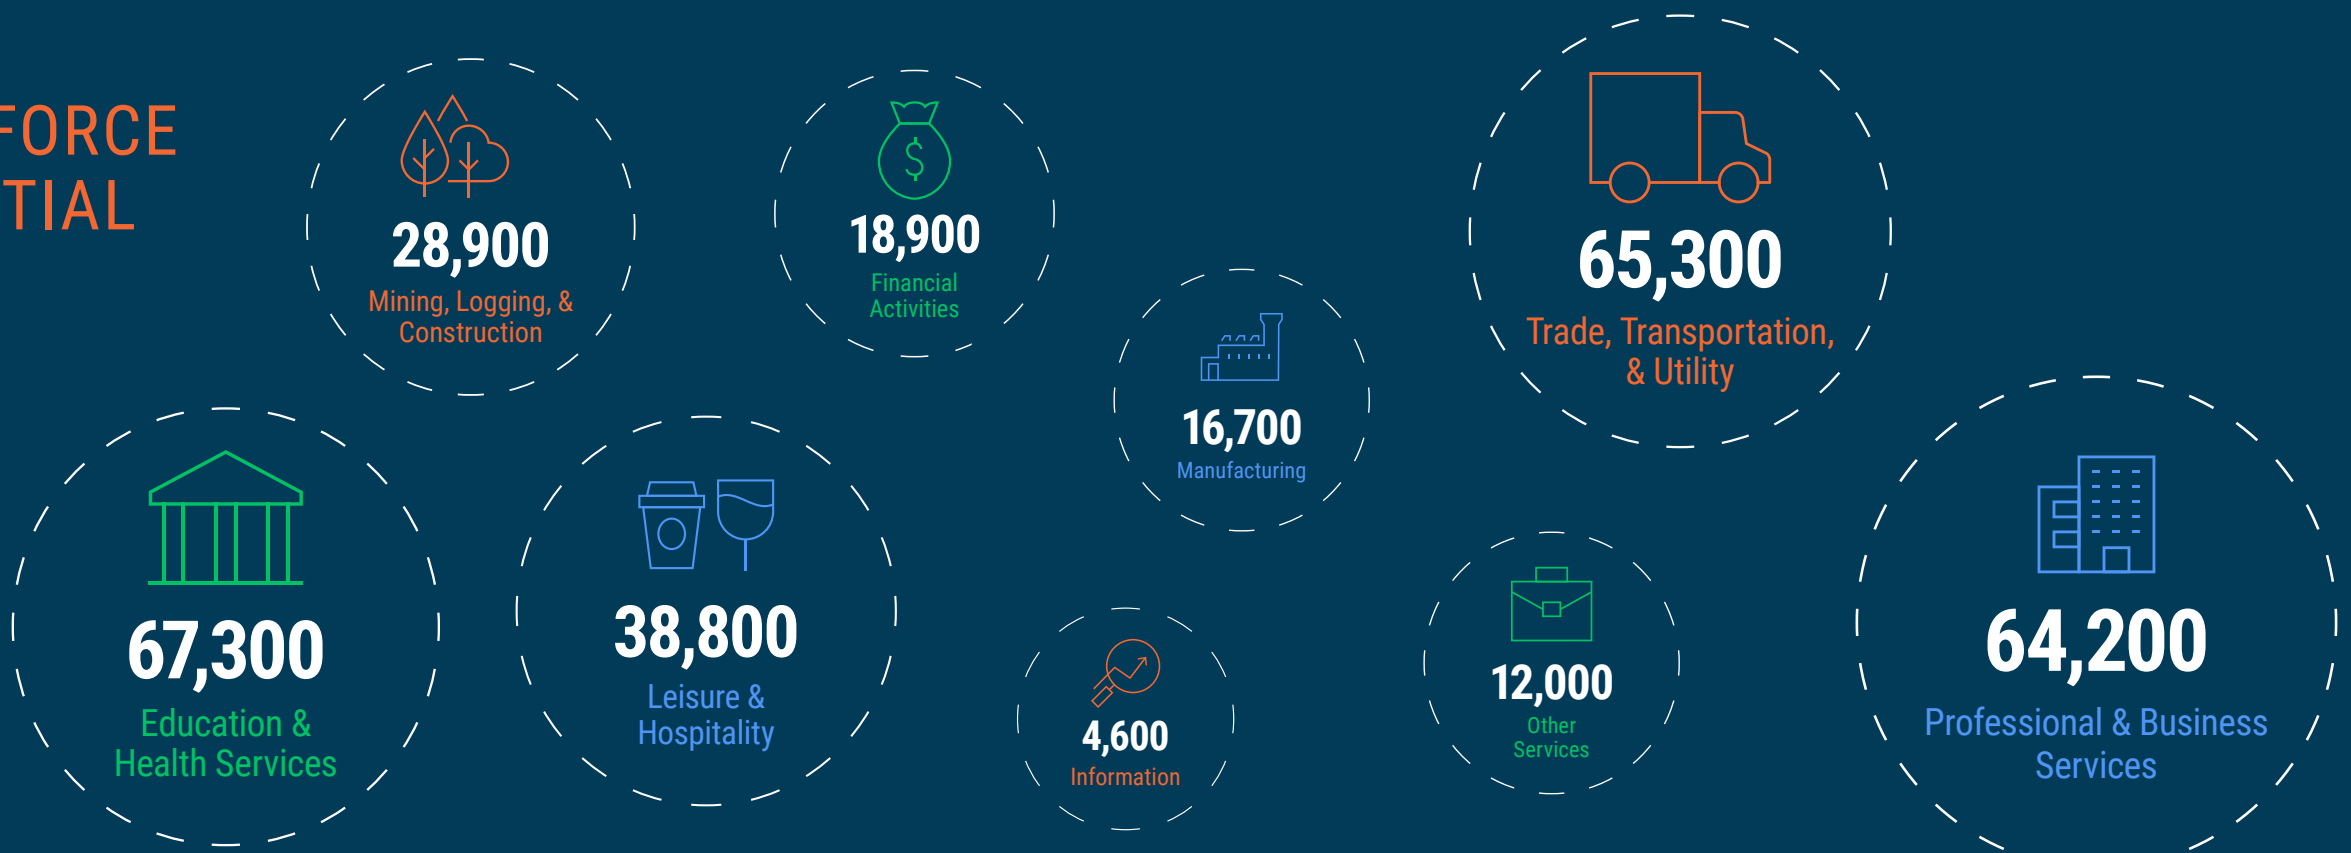 FORCE
TIAL
28,900
Mining, Logging, &
Construction
18,900
Financial
Activities
16,700
Manufacturing
65,300
Trade, Transportation,
& Utility
67,300
Education &
Health Services
38,800
Leisure &
Hospitality
4,600
Information
12,000
Other
Services
64,200
Professional & Business
Services